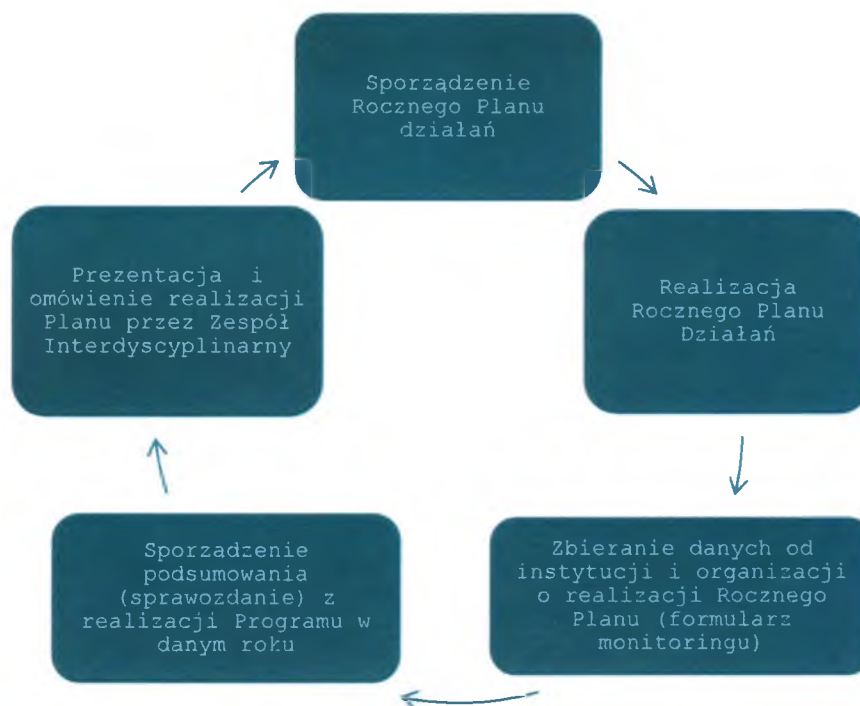 Sporządzenie
Rocznego Planu
działań
Realizacja
Rocznego Planu
Działań
Zbieranie danych od
instytucji i organizacji
o realizacji Rocznego
Planu (formularz
monitoringu)
Sporzadzenie
podsumowania
(sprawozdanie) z
realizacji Programu w
danym roku
Prezentacja i
omówienie realizacji
Planu przez Zespół
Interdyscyplinarny